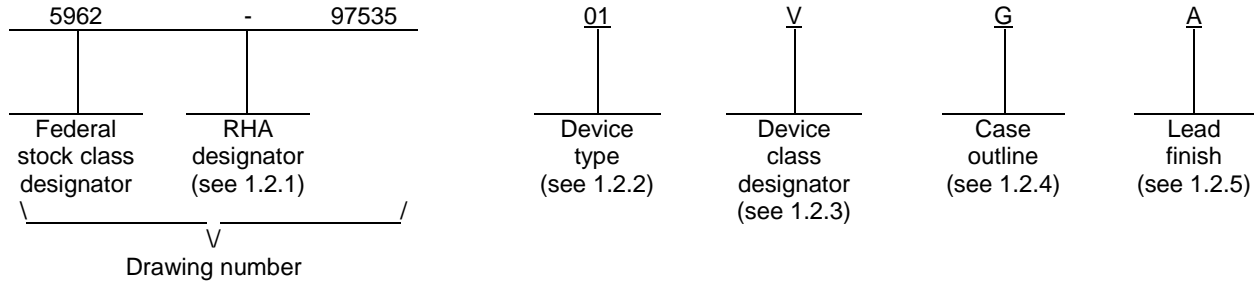 5962 - 97535 01 V G A
Federal stock class designator
RHA designator (see 1.2.1)
Device type (see 1.2.2)
Device class designator (see 1.2.3)
Case outline (see 1.2.4)
Lead finish (see 1.2.5)
\ /
\/
Drawing number